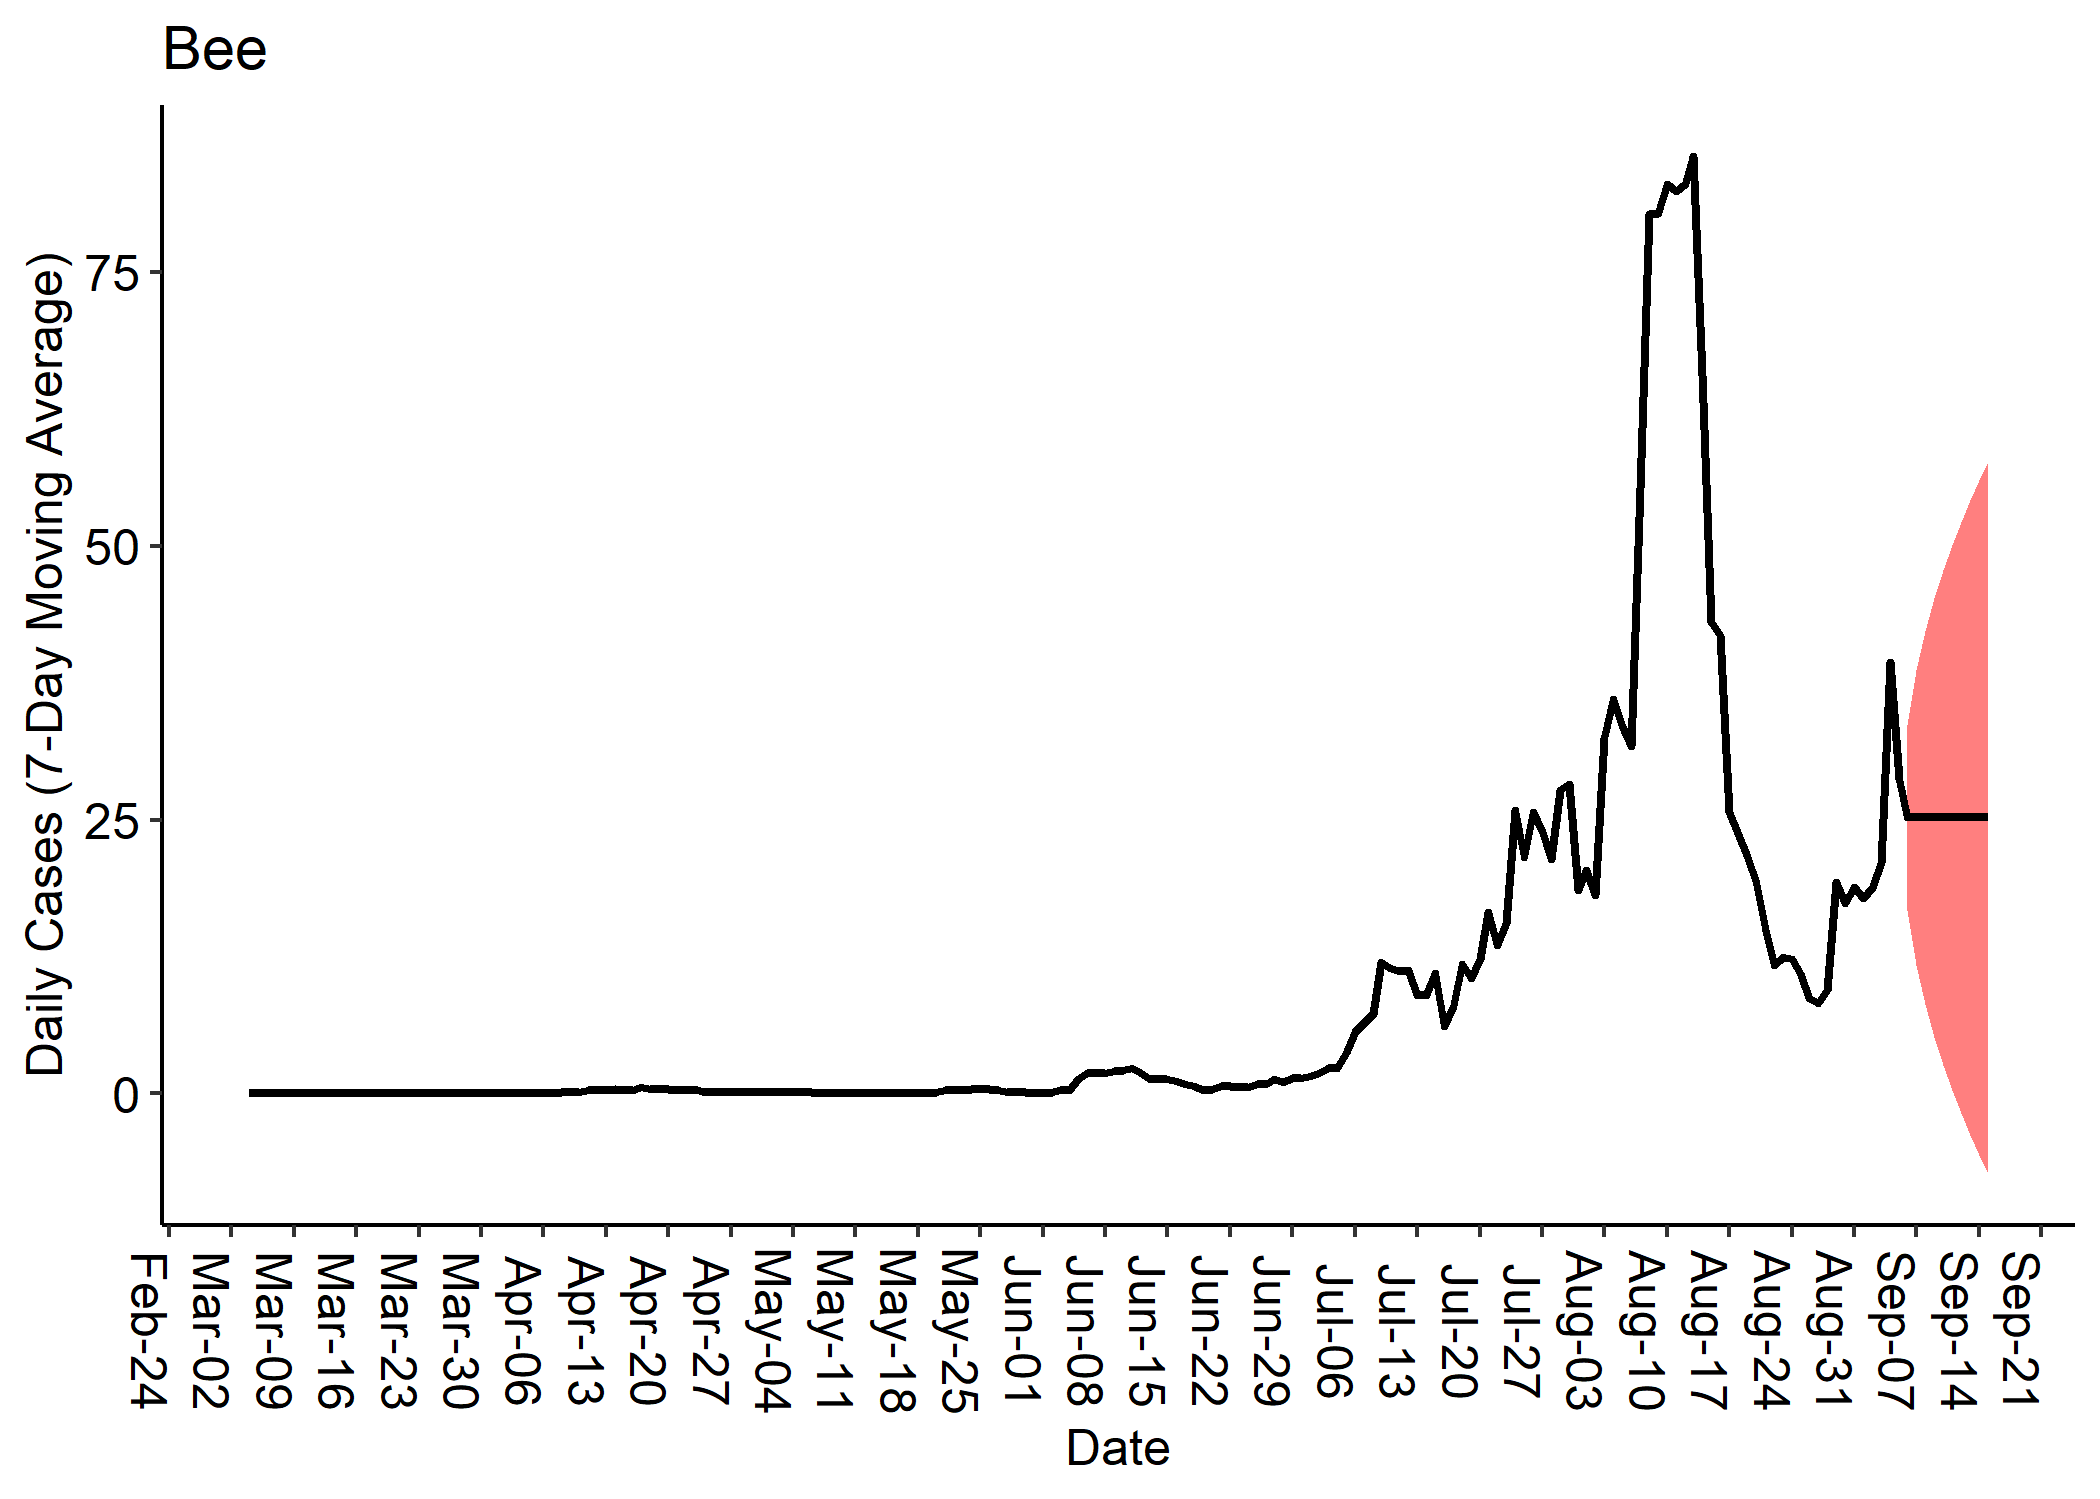 Bee
Daily Cases (7-Day Moving Average)
75
50
25
0
Feb-24
Mar-02
Mar-09
Mar-16
Mar-23
Mar-30
Apr-06
Apr-13
Apr-20
Apr-27
May-04
May-11
May-18
May-25
Jun-01
Jun-08
Jun-15
Jun-22
Jun-29
Jul-06
Jul-13
Jul-20
Jul-27
Aug-03
Aug-10
Aug-17
Aug-24
Aug-31
Sep-07
Sep-14
Sep-21
Date